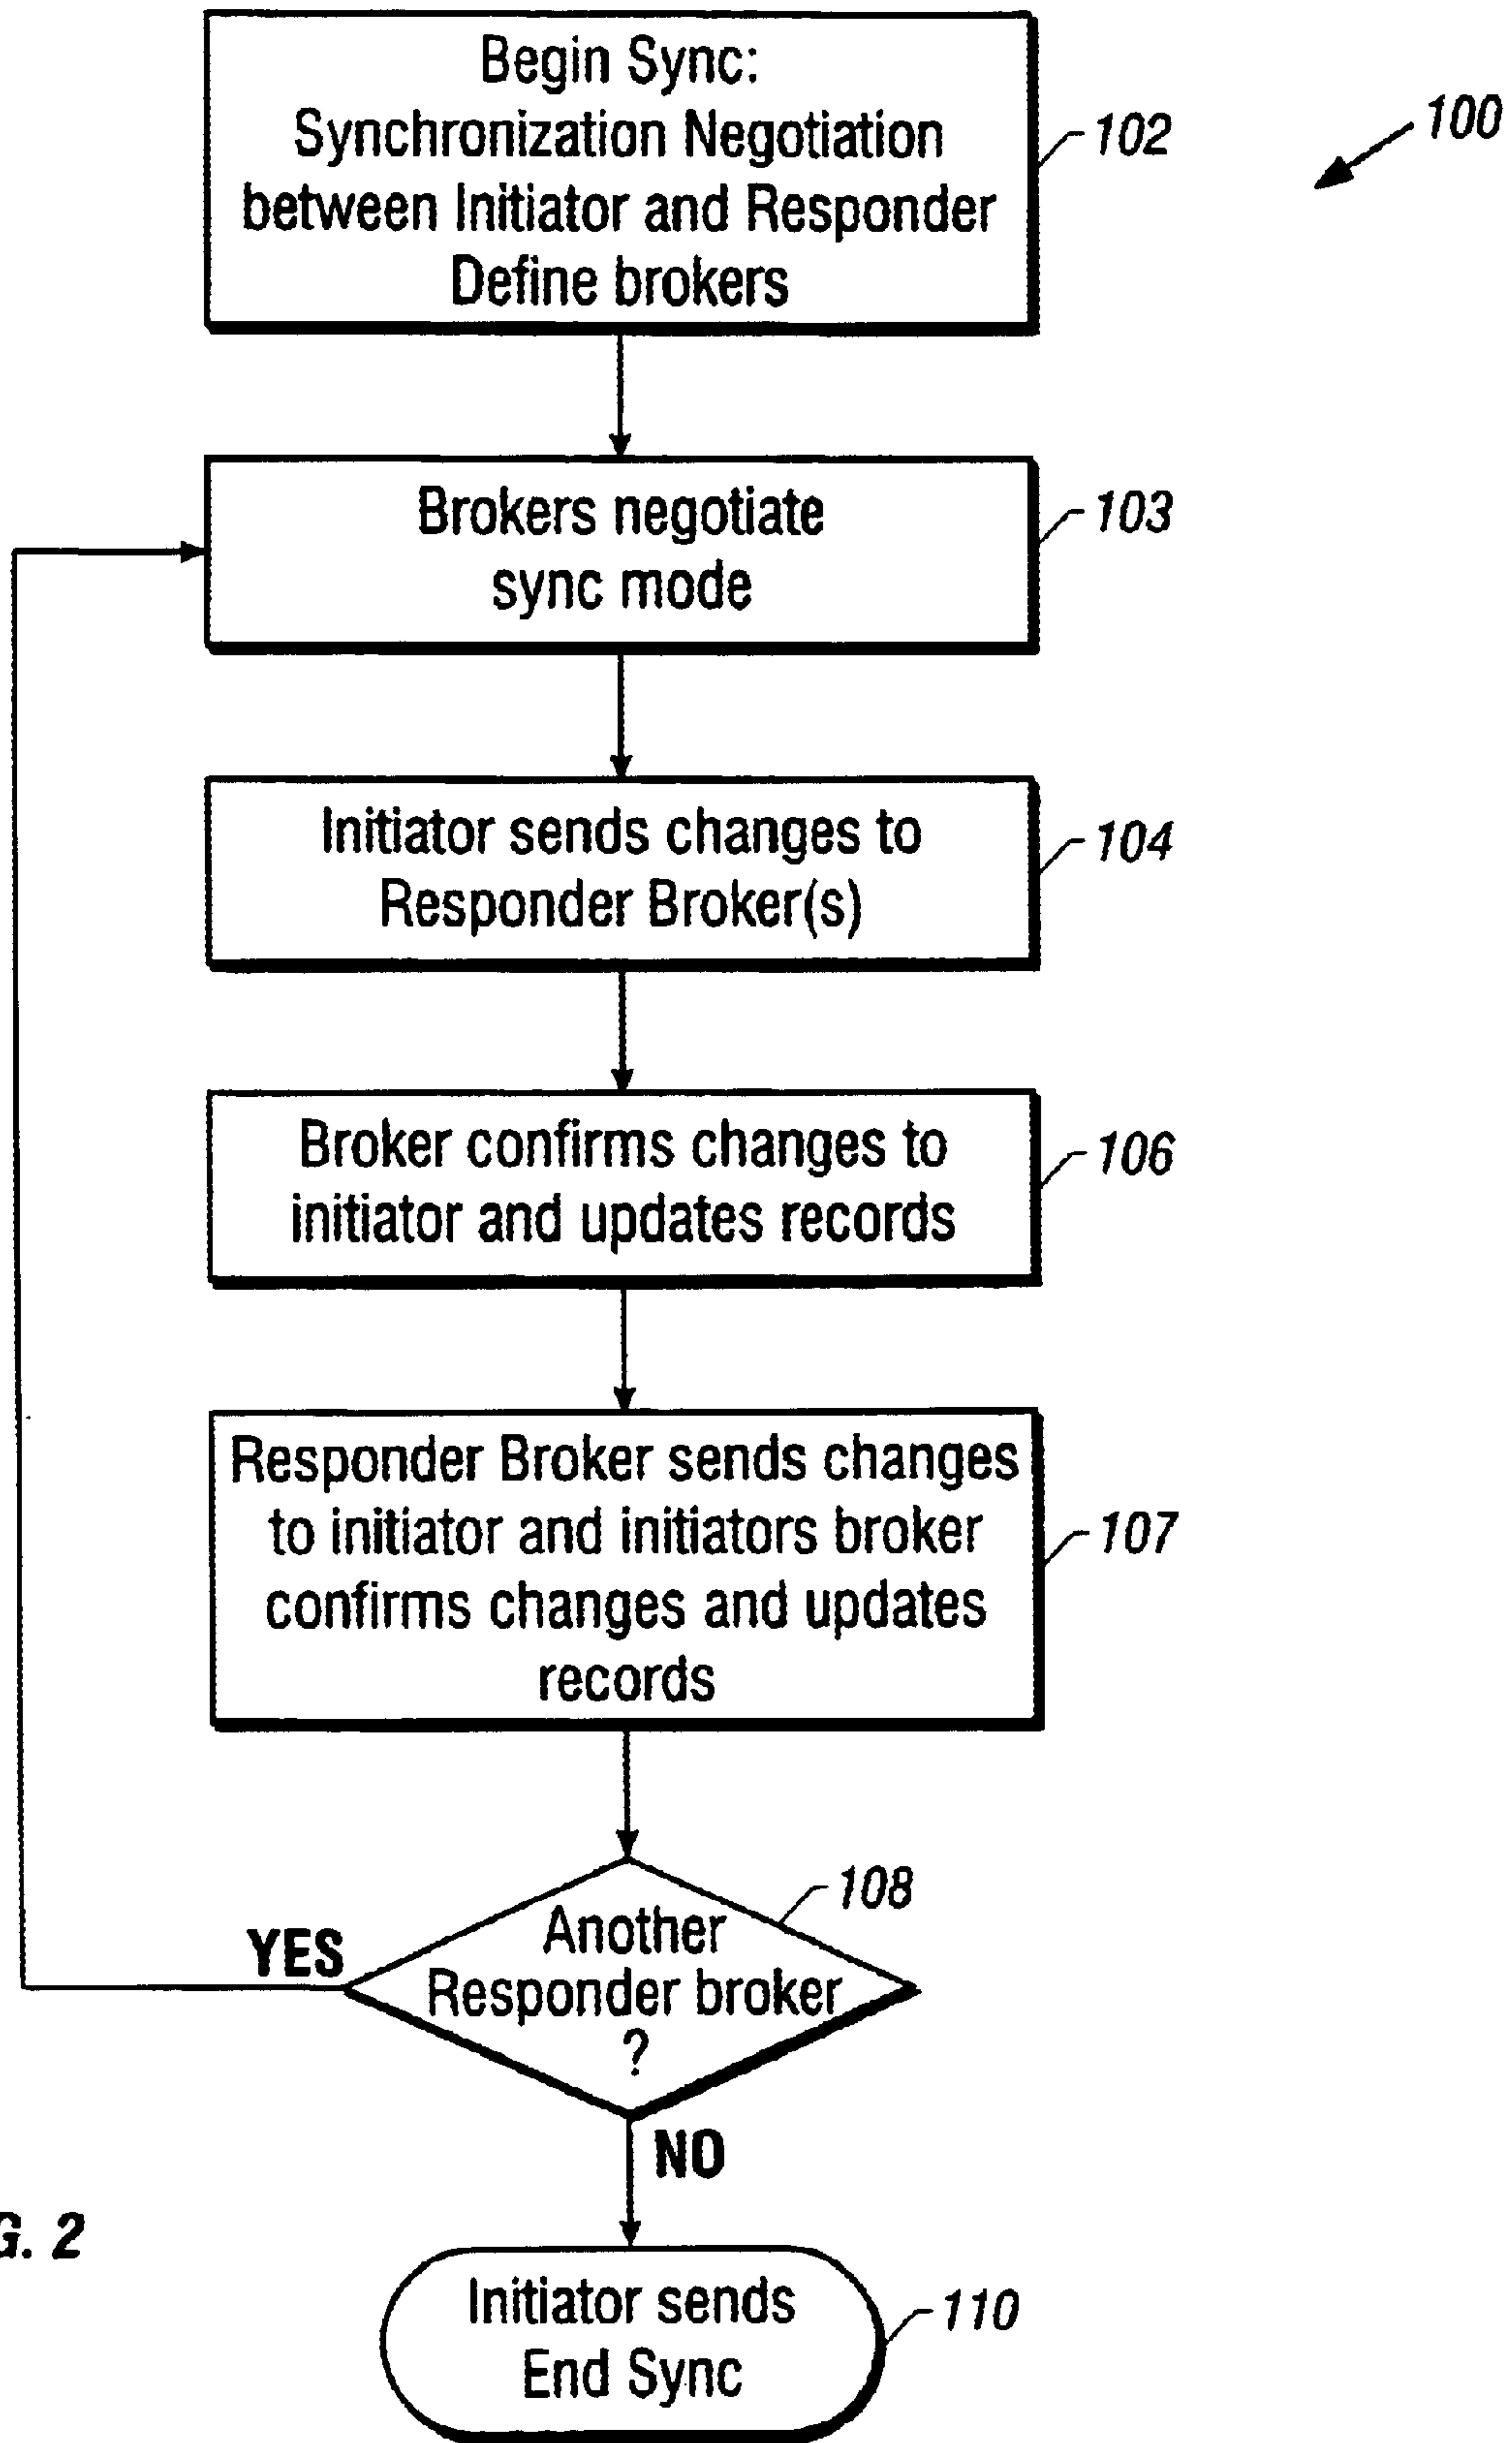 Begin Sync:
Synchronization Negotiation
between Initiator and Responder
Define brokers
102
100
Brokers negotiate
sync mode
103
Initiator sends changes to
Responder Broker(s)
104
Broker confirms changes to
initiator and updates records
106
Responder Broker sends changes
to initiator and initiators broker
confirms changes and updates
records
107
108
Another
Responder broker
?
YES
NO
G. 2
Initiator sends
End Sync
110